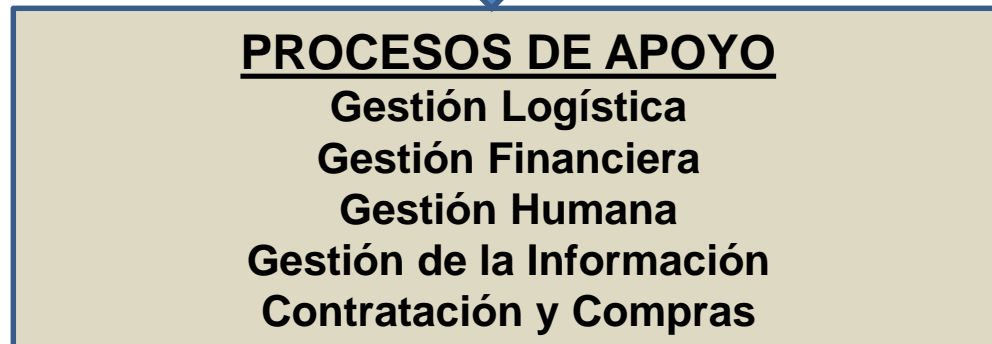 PROCESOS DE APOYO
Gestión Logística
Gestión Financiera
Gestión Humana
Gestión de la Información
Contratación y Compras